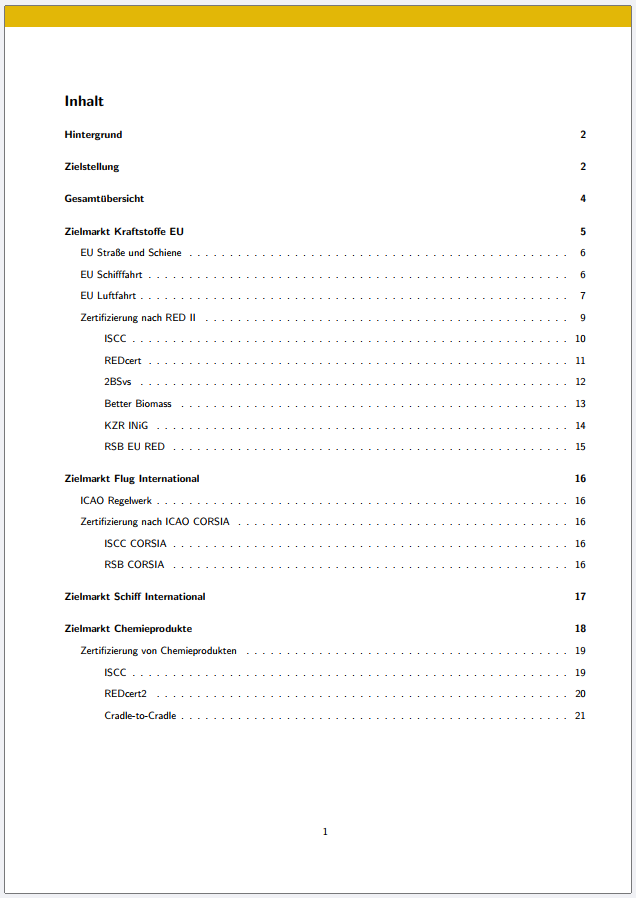 Inhalt
Hintergrund 2
Zielstellung 2
Gesamtübersicht 4
Zielmarkt Kraftstoffe EU 5
EU Straße und Schiene . . . . . . . . . . . . . . . . . . . . 6
EU Schifffahrt . . . . . . . . . . . . . . . . . . . . 6
EU Luftfahrt . . . . . . . . . . . . . . . . . . . . 7
Zertifizierung nach RED II . . . . . . . . . . . . . . . . . . . . 9
ISCC . . . . . . . . . . . . . . . . . . . . 10
REDcert . . . . . . . . . . . . . . . . . . . . 11
2BSvs . . . . . . . . . . . . . . . . . . . . 12
Better Biomass . . . . . . . . . . . . . . . . . . . . 13
KZR INiG . . . . . . . . . . . . . . . . . . . . 14
RSB EU RED . . . . . . . . . . . . . . . . . . . . 15
Zielmarkt Flug International 16
ICAO Regelwerk . . . . . . . . . . . . . . . . . . . . 16
Zertifizierung nach ICAO CORSIA . . . . . . . . . . . . . . . . . . . . 16
ISCC CORSIA . . . . . . . . . . . . . . . . . . . . 16
RSB CORSIA . . . . . . . . . . . . . . . . . . . . 16
Zielmarkt Schiff International 17
Zielmarkt Chemieprodukte 18
Zertifizierung von Chemieprodukten . . . . . . . . . . . . . . . . . . . . 19
ISCC . . . . . . . . . . . . . . . . . . . . 19
REDcert2 . . . . . . . . . . . . . . . . . . . . 20
Cradle-to-Cradle . . . . . . . . . . . . . . . . . . . . 21
1